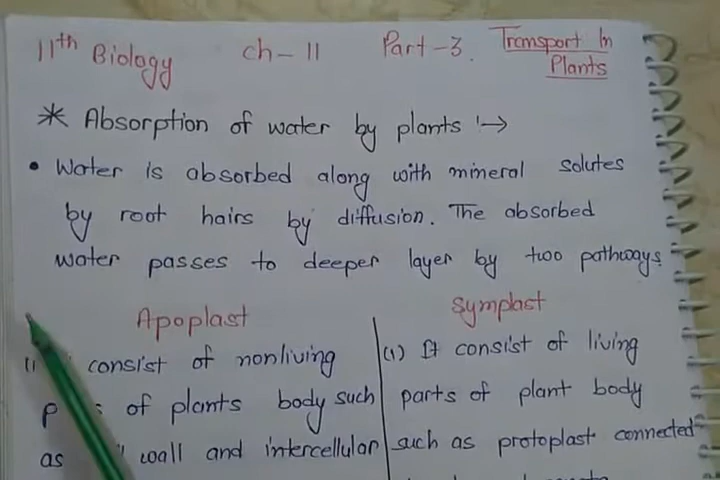 11th Biology ch-11 Part-3. Transport In Plants
* Absorption of water by plants :→
• Water is absorbed along with mineral solutes
by root hairs by diffusion. The absorbed
water passes to deeper layer by two pathways.
Apoplast
consist of nonliving
of plants body such
as wall and intercellular
Symplast
(1) It consist of living
parts of plant body
such as protoplast connected